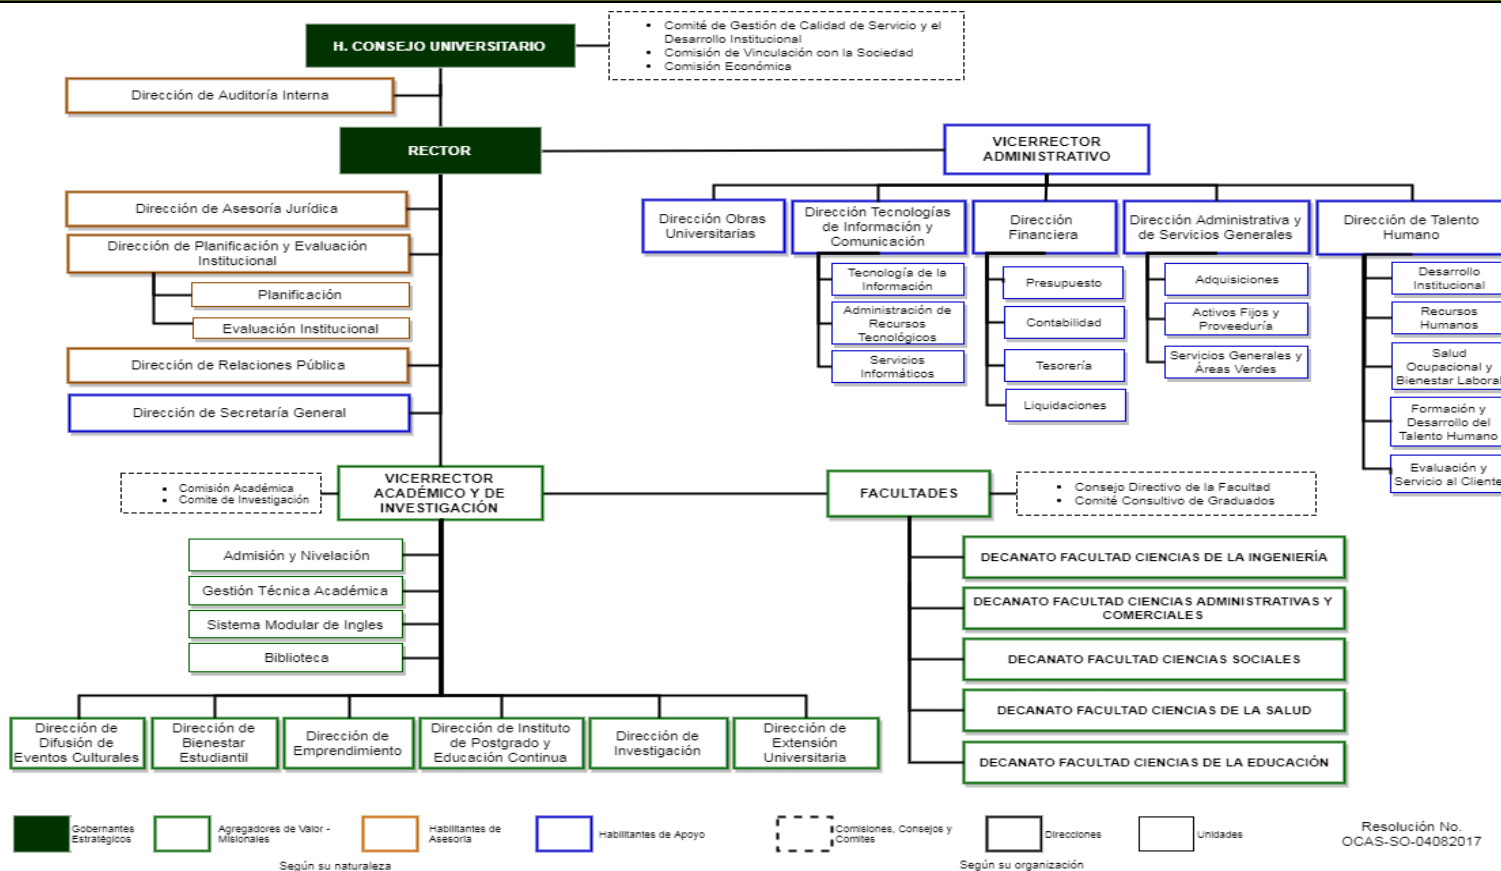 H. CONSEJO UNIVERSITARIO
• Comité de Gestión de Calidad de Servicio y el
Desarrollo Institucional
• Comisión de Vinculación con la Sociedad
• Comisión Económica
Dirección de Auditoría Interna
RECTOR
VICERRECTOR
ADMINISTRATIVO
Dirección de Asesoría Jurídica
Dirección de Planificación y Evaluación
Institucional
Planificación
Evaluación Institucional
Dirección de Relaciones Pública
Dirección de Secretaría General
Dirección Obras
Universitarias
Dirección Tecnologías
de Información y
Comunicación
Tecnología de la
Información
Administración de
Recursos
Tecnológicos
Servicios
Informáticos
Dirección
Financiera
Presupuesto
Contabilidad
Tesorería
Liquidaciones
Dirección Administrativa y
de Servicios Generales
Adquisiciones
Activos Fijos y
Proveeduría
Servicios Generales y
Áreas Verdes
Dirección de Talento
Humano
Desarrollo
Institucional
Recursos
Humanos
Salud
Ocupacional y
Bienestar Laboral
Formación y
Desarrollo del
Talento Humano
Evaluación y
Servicio al Cliente
• Comisión Académica
• Comite de Investigación
VICERRECTOR
ACADÉMICO Y DE
INVESTIGACIÓN
FACULTADES
• Consejo Directivo de la Facultad
• Comité Consultivo de Graduados
Admisión y Nivelación
Gestión Técnica Académica
Sistema Modular de Ingles
Biblioteca
DECANATO FACULTAD CIENCIAS DE LA INGENIERÍA
DECANATO FACULTAD CIENCIAS ADMINISTRATIVAS Y
COMERCIALES
DECANATO FACULTAD CIENCIAS SOCIALES
DECANATO FACULTAD CIENCIAS DE LA SALUD
DECANATO FACULTAD CIENCIAS DE LA EDUCACIÓN
Dirección de
Difusión de
Eventos Culturales
Dirección de
Bienestar
Estudiantil
Dirección de
Emprendimiento
Dirección de Instituto
de Postgrado y
Educación Continua
Dirección de
Investigación
Dirección de
Extensión
Universitaria
Gobernantes
Estratégicos
Agregadores de Valor -
Misionales
Habilitantes de
Asesoría
Habilitantes de Apoyo
Según su naturaleza
Comisiones, Consejos y
Comites
Direcciones
Unidades
Según su organización
Resolución No.
OCAS-SO-04082017